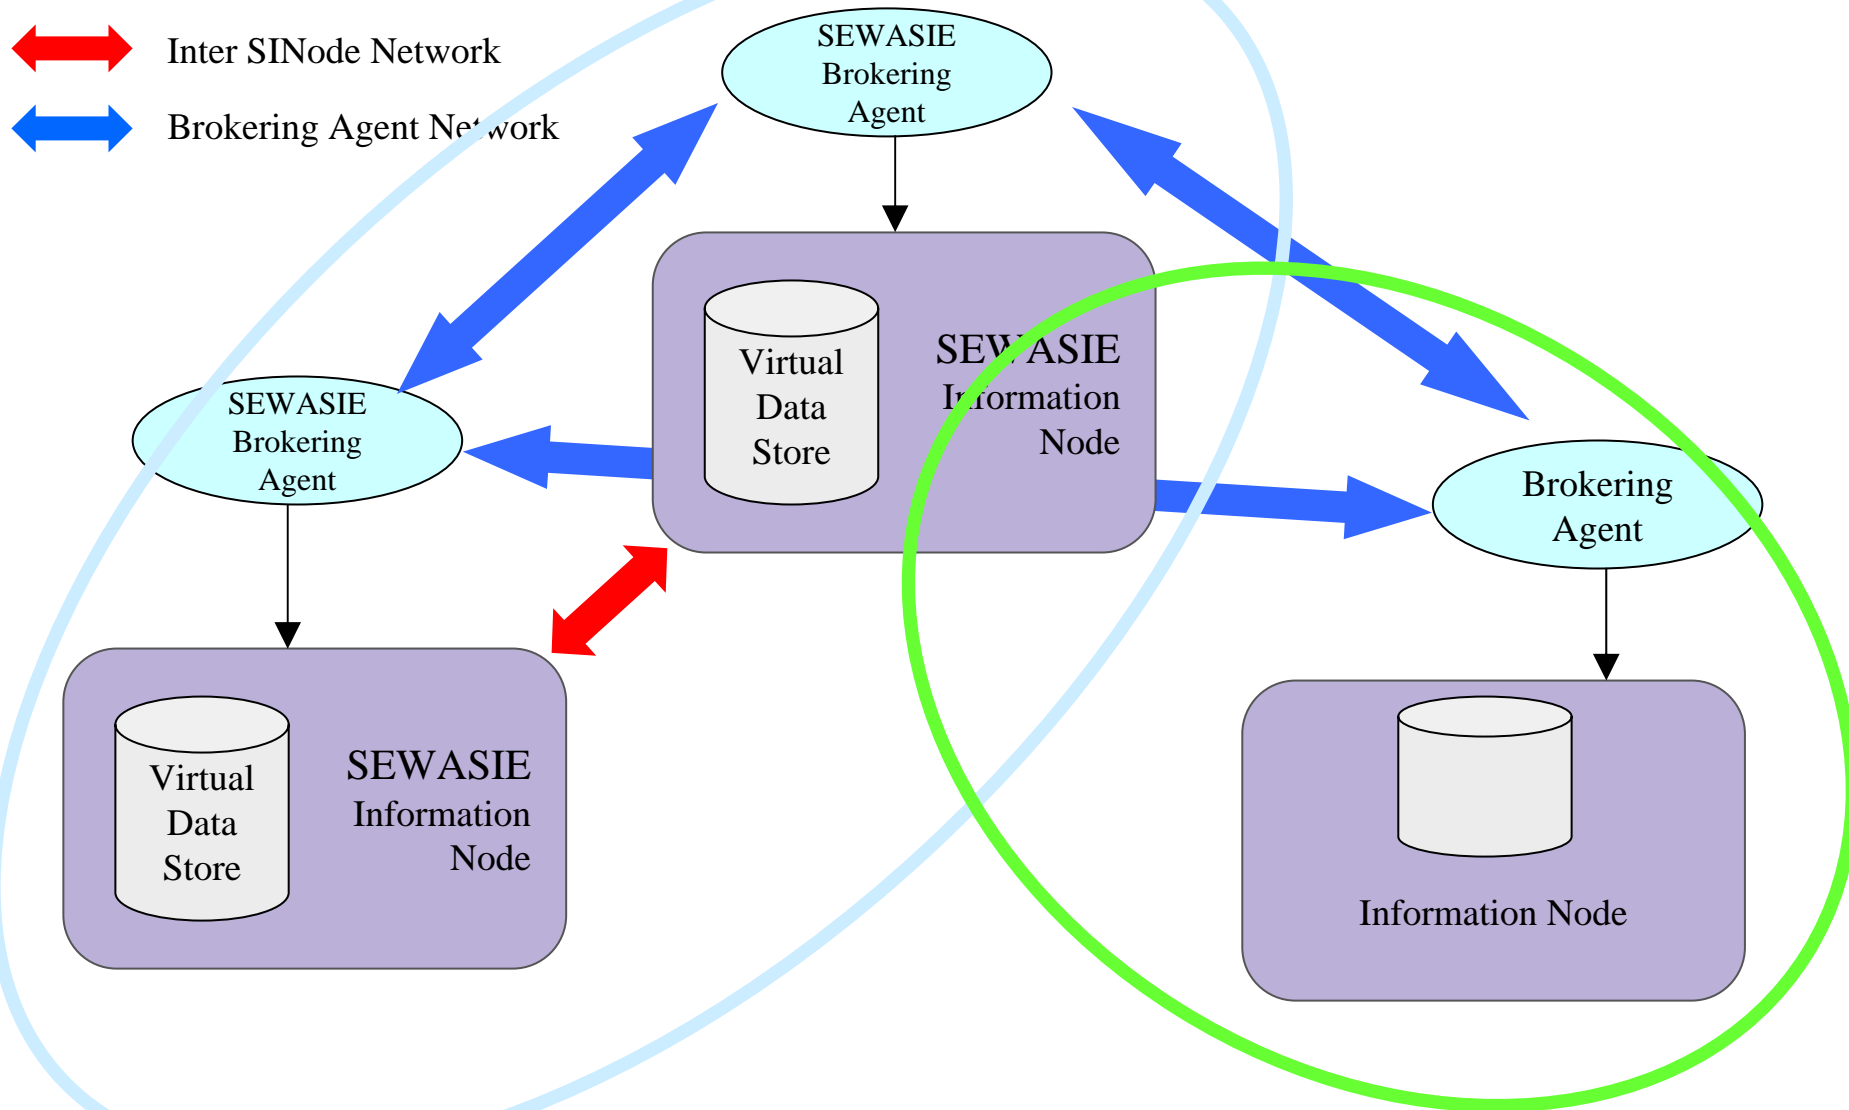 Inter SINode Network
Brokering Agent Network
SEWASIE
Brokering
Agent
Virtual
Data
Store
SEWASIE
Information
Node
SEWASIE
Brokering
Agent
Brokering
Agent
Virtual
Data
Store
SEWASIE
Information
Node
Information Node